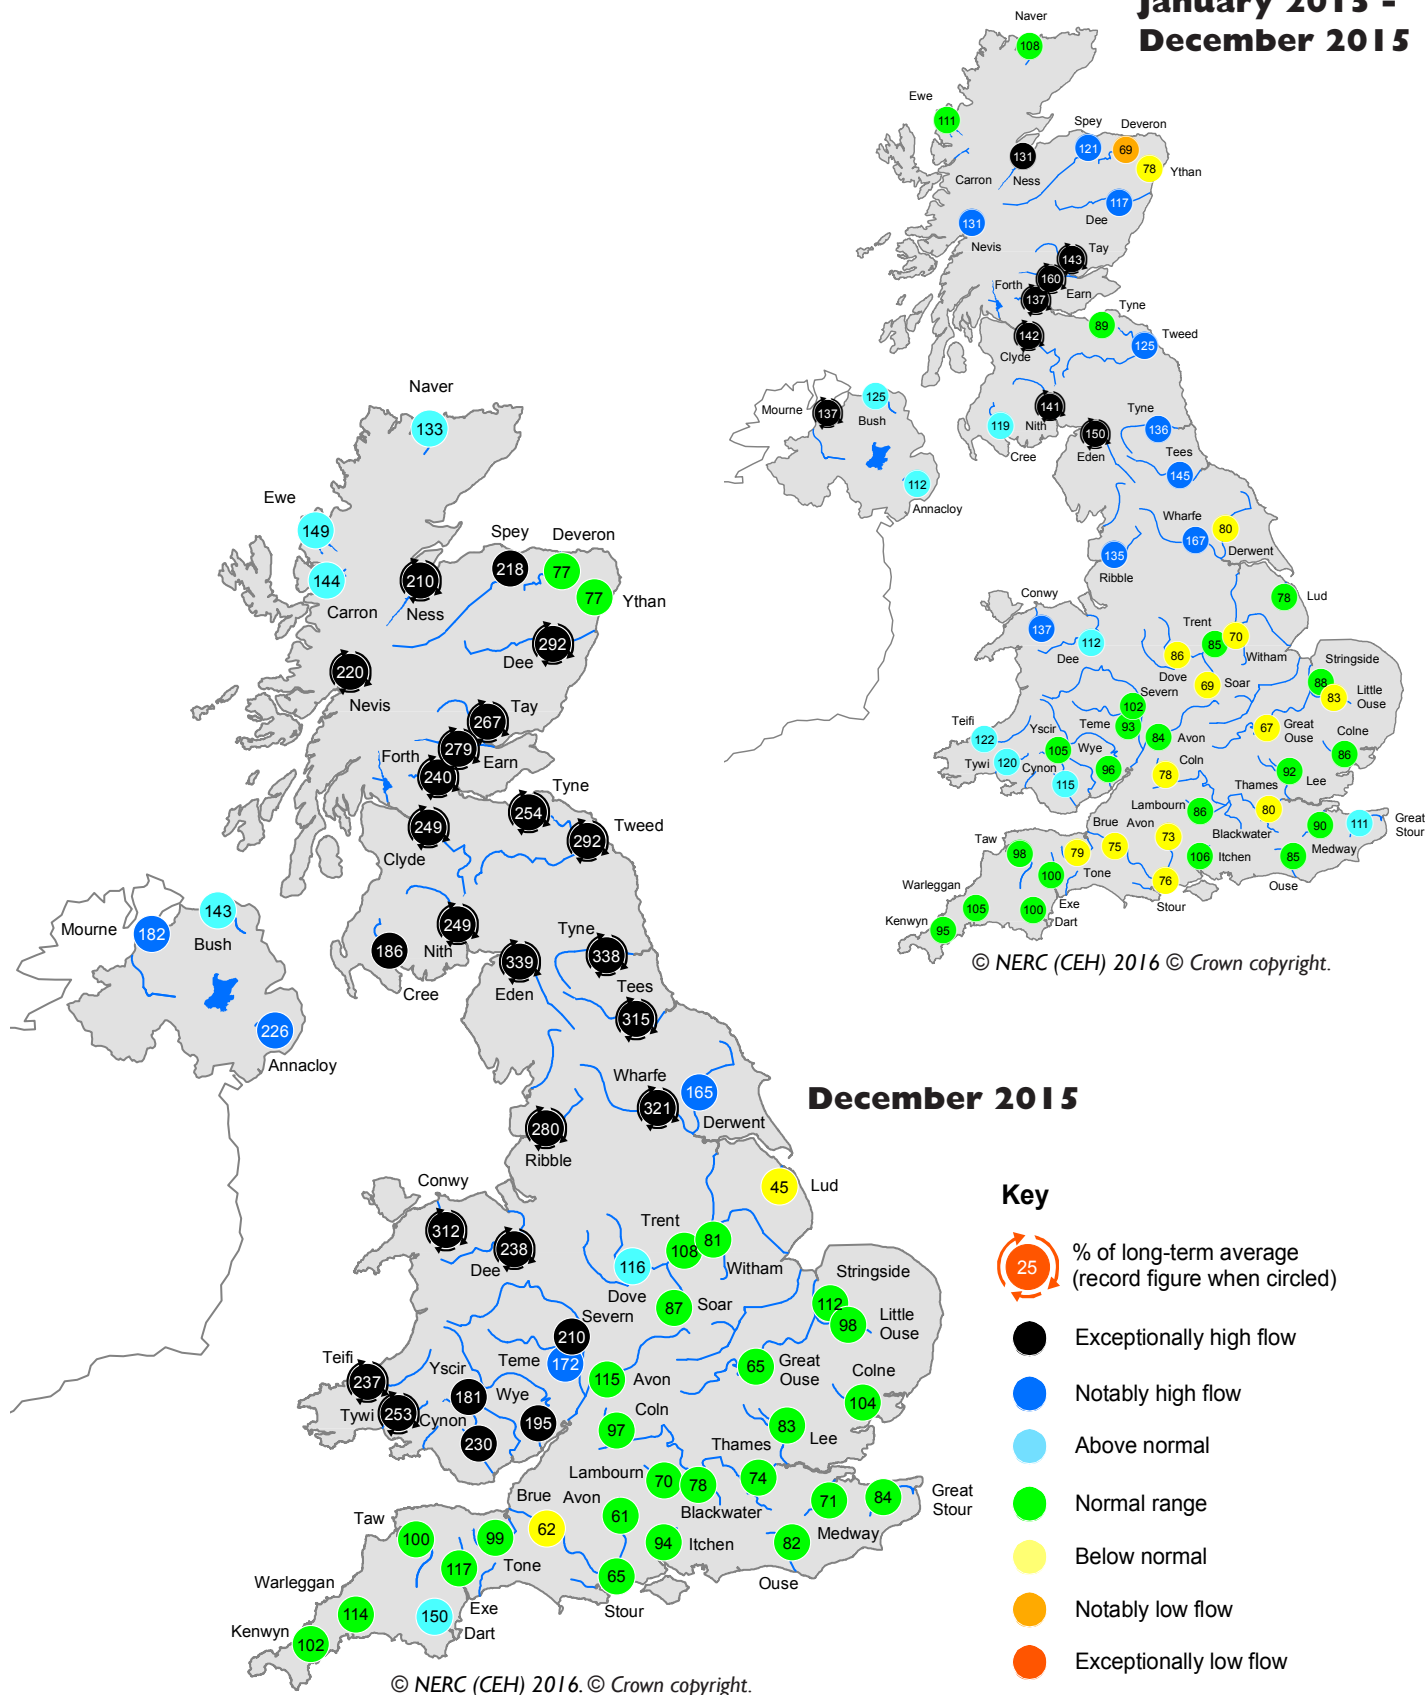 January 2015 -
December 2015
Naver
108
Ewe
111
Spey
Deveron
131
121
69
78
Ythan
Carron
Ness
117
Dee
131
Nevis
143
Tay
160
Forth
Earn
137
Tyne
89
142
Tweed
125
Clyde
125
Mourne
137
Bush
141
Tyne
119
Nith
136
150
Cree
Eden
Tees
145
112
Annacloy
Wharfe
80
167
Derwent
135
Ribble
Conwy
78
Lud
137
Trent
112
85
70
Dee
86
Witham
Stringside
Dove
69
Soar
88
Little
Ouse
83
Severn
102
Teifi
Yscir
Teme
93
67
Great
Ouse
Colne
122
105
Wye
84
Avon
86
Tywi
120
Cynon
96
Coln
92
Lee
115
78
Thames
Lambourn
86
80
Great
Stour
Brue
Avon
Blackwater
90
111
Taw
79
75
73
Medway
98
106
Itchen
85
Tone
Ouse
100
76
Warleggan
Exe
Stour
105
100
Dart
Kenwyn
95
© NERC (CEH) 2016 © Crown copyright.
Naver
133
Ewe
149
Spey
Deveron
144
210
218
77
77
Ythan
Carron
Ness
292
Dee
220
Nevis
267
Tay
279
Forth
Earn
240
Tyne
254
249
Tweed
292
Clyde
143
Mourne
182
Bush
249
Tyne
186
Nith
338
339
Cree
Eden
Tees
315
226
Annacloy
Wharfe
165
321
Derwent
280
Ribble
December 2015
Conwy
45
Lud
312
Trent
238
108
81
Dee
116
Witham
Stringside
Dove
87
Soar
112
Little
Ouse
98
Severn
210
Teifi
Yscir
Teme
172
65
Great
Ouse
Colne
237
181
Wye
115
Avon
104
Tywi
253
Cynon
195
Coln
97
83
Lee
230
Thames
Lambourn
70
78
74
Great
Stour
Brue
Avon
Blackwater
71
84
Taw
62
61
Medway
100
99
94
Itchen
82
Tone
Ouse
117
65
Warleggan
Exe
Stour
114
150
Dart
Kenwyn
102
© NERC (CEH) 2016. © Crown copyright.
Key
25
% of long-term average
(record figure when circled)
Exceptionally high flow
Notably high flow
Above normal
Normal range
Below normal
Notably low flow
Exceptionally low flow